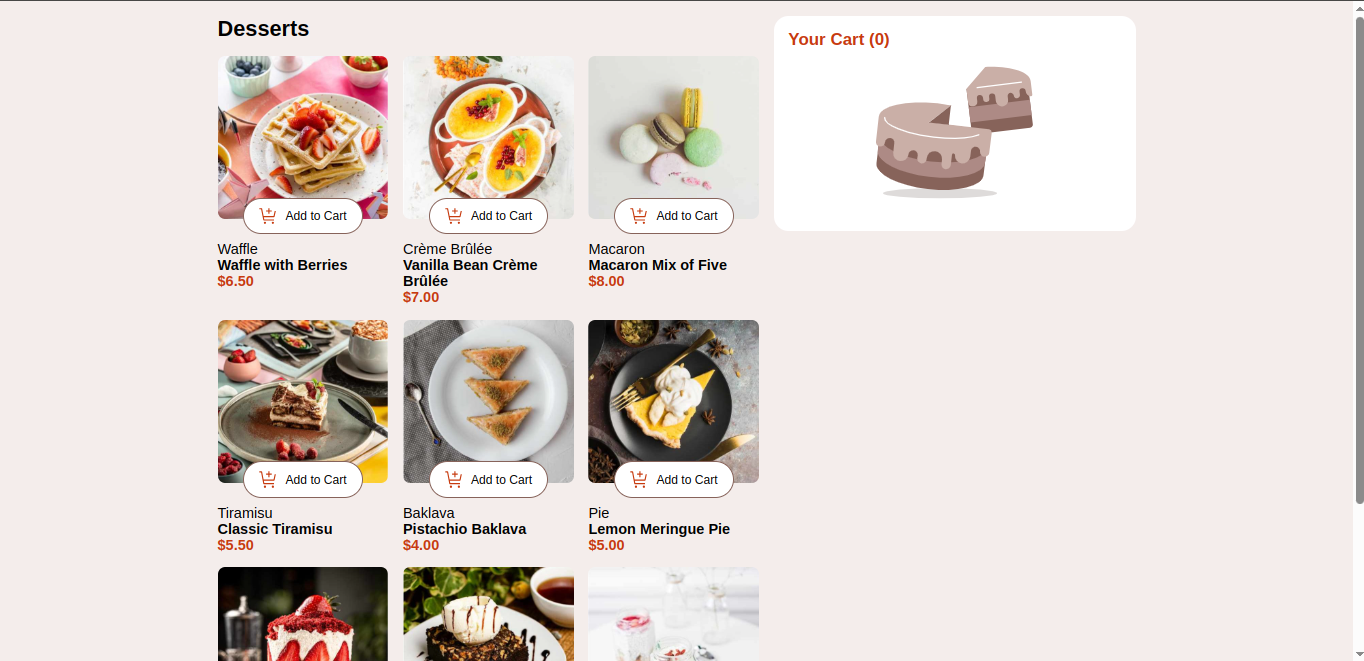 Desserts
Your Cart (0)
Add to Cart
Add to Cart
Add to Cart
Waffle
Waffle with Berries
$6.50
Crème Brûlée
Vanilla Bean Crème
Brûlée
$7.00
Macaron
Macaron Mix of Five
$8.00
Add to Cart
Add to Cart
Add to Cart
Tiramisu
Classic Tiramisu
$5.50
Baklava
Pistachio Baklava
$4.00
Pie
Lemon Meringue Pie
$5.00